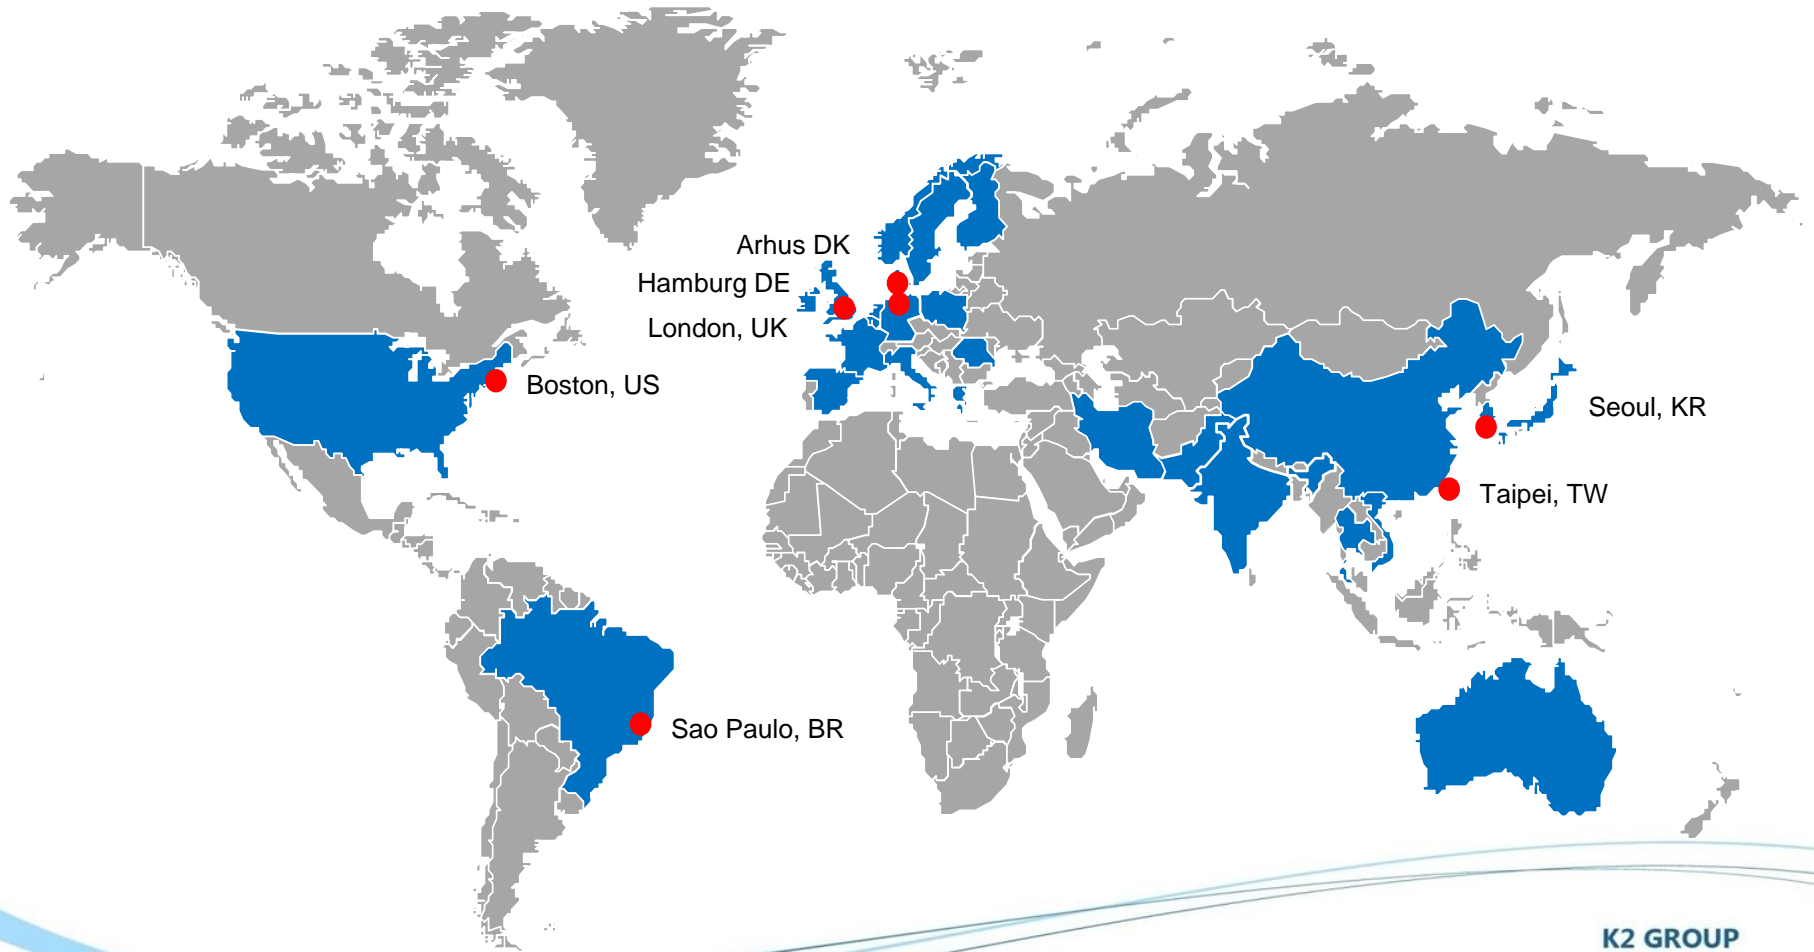 Arhus DK
Hamburg DE
London, UK
Boston, US
Seoul, KR
Taipei, TW
Sao Paulo, BR
K2 GROUP